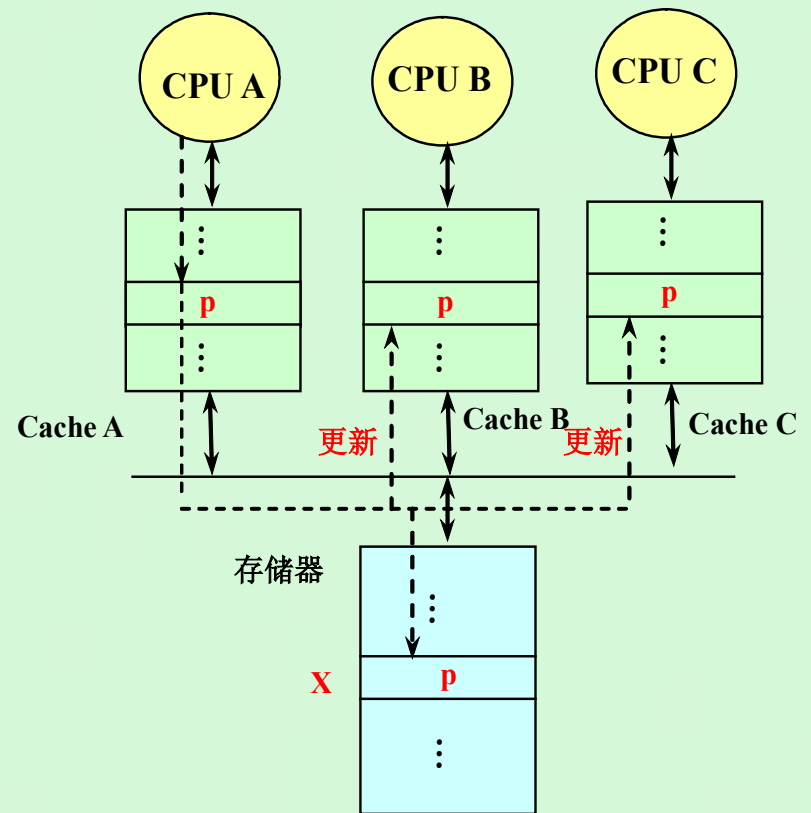 CPU A
CPU B
CPU C
⋮
⋮
⋮
p
p
p
⋮
⋮
⋮
Cache A
更新
Cache B
更新
Cache C
存储器
⋮
X
p
⋮